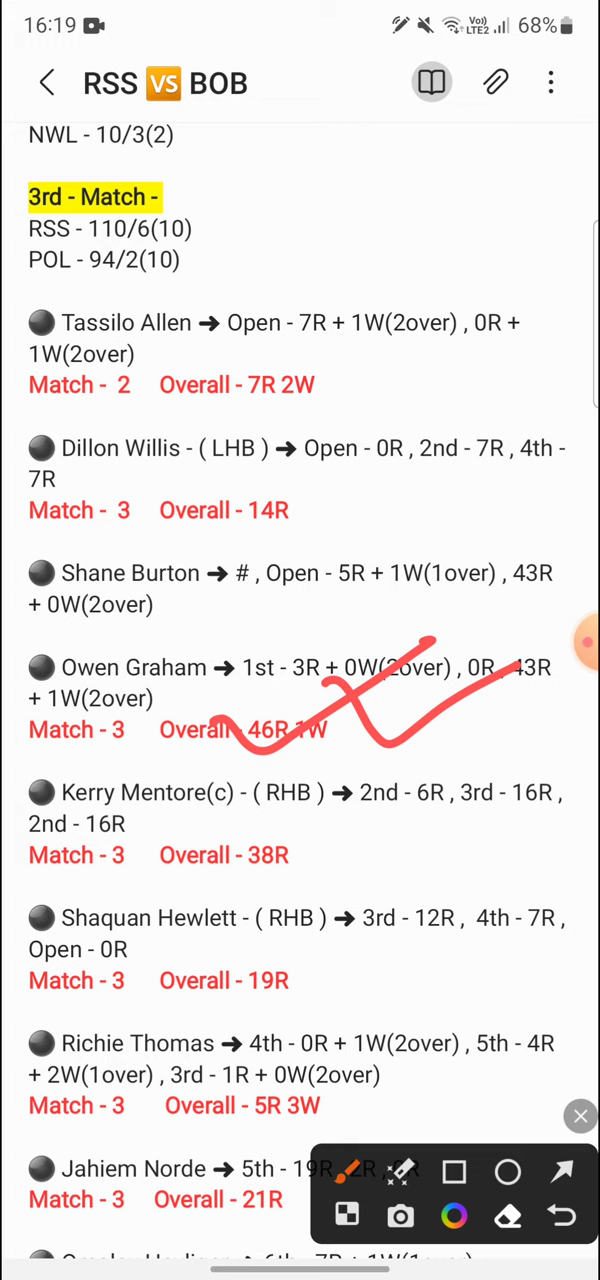 16:19 Vo)) LTE2 68%
RSS VS BOB
NWL - 10/3(2)
3rd - Match -
RSS - 110/6(10)
POL - 94/2(10)
Tassilo Allen ➔ Open - 7R + 1W(2over) , 0R +
1W(2over)
Match - 2 Overall - 7R 2W
Dillon Willis - ( LHB ) ➔ Open - 0R , 2nd - 7R , 4th -
7R
Match - 3 Overall - 14R
Shane Burton ➔ # , Open - 5R + 1W(1over) , 43R
+ 0W(2over)
Owen Graham ➔ 1st - 3R + 0W(2over) , 0R , 43R
+ 1W(2over)
Match - 3 Overall - 46R 1W
Kerry Mentore(c) - ( RHB ) ➔ 2nd - 6R , 3rd - 16R ,
2nd - 16R
Match - 3 Overall - 38R
Shaquan Hewlett - ( RHB ) ➔ 3rd - 12R , 4th - 7R ,
Open - 0R
Match - 3 Overall - 19R
Richie Thomas ➔ 4th - 0R + 1W(2over) , 5th - 4R
+ 2W(1over) , 3rd - 1R + 0W(2over)
Match - 3 Overall - 5R 3W
Jahiem Norde ➔ 5th - 19R , 2R , 0R
Match - 3 Overall - 21R